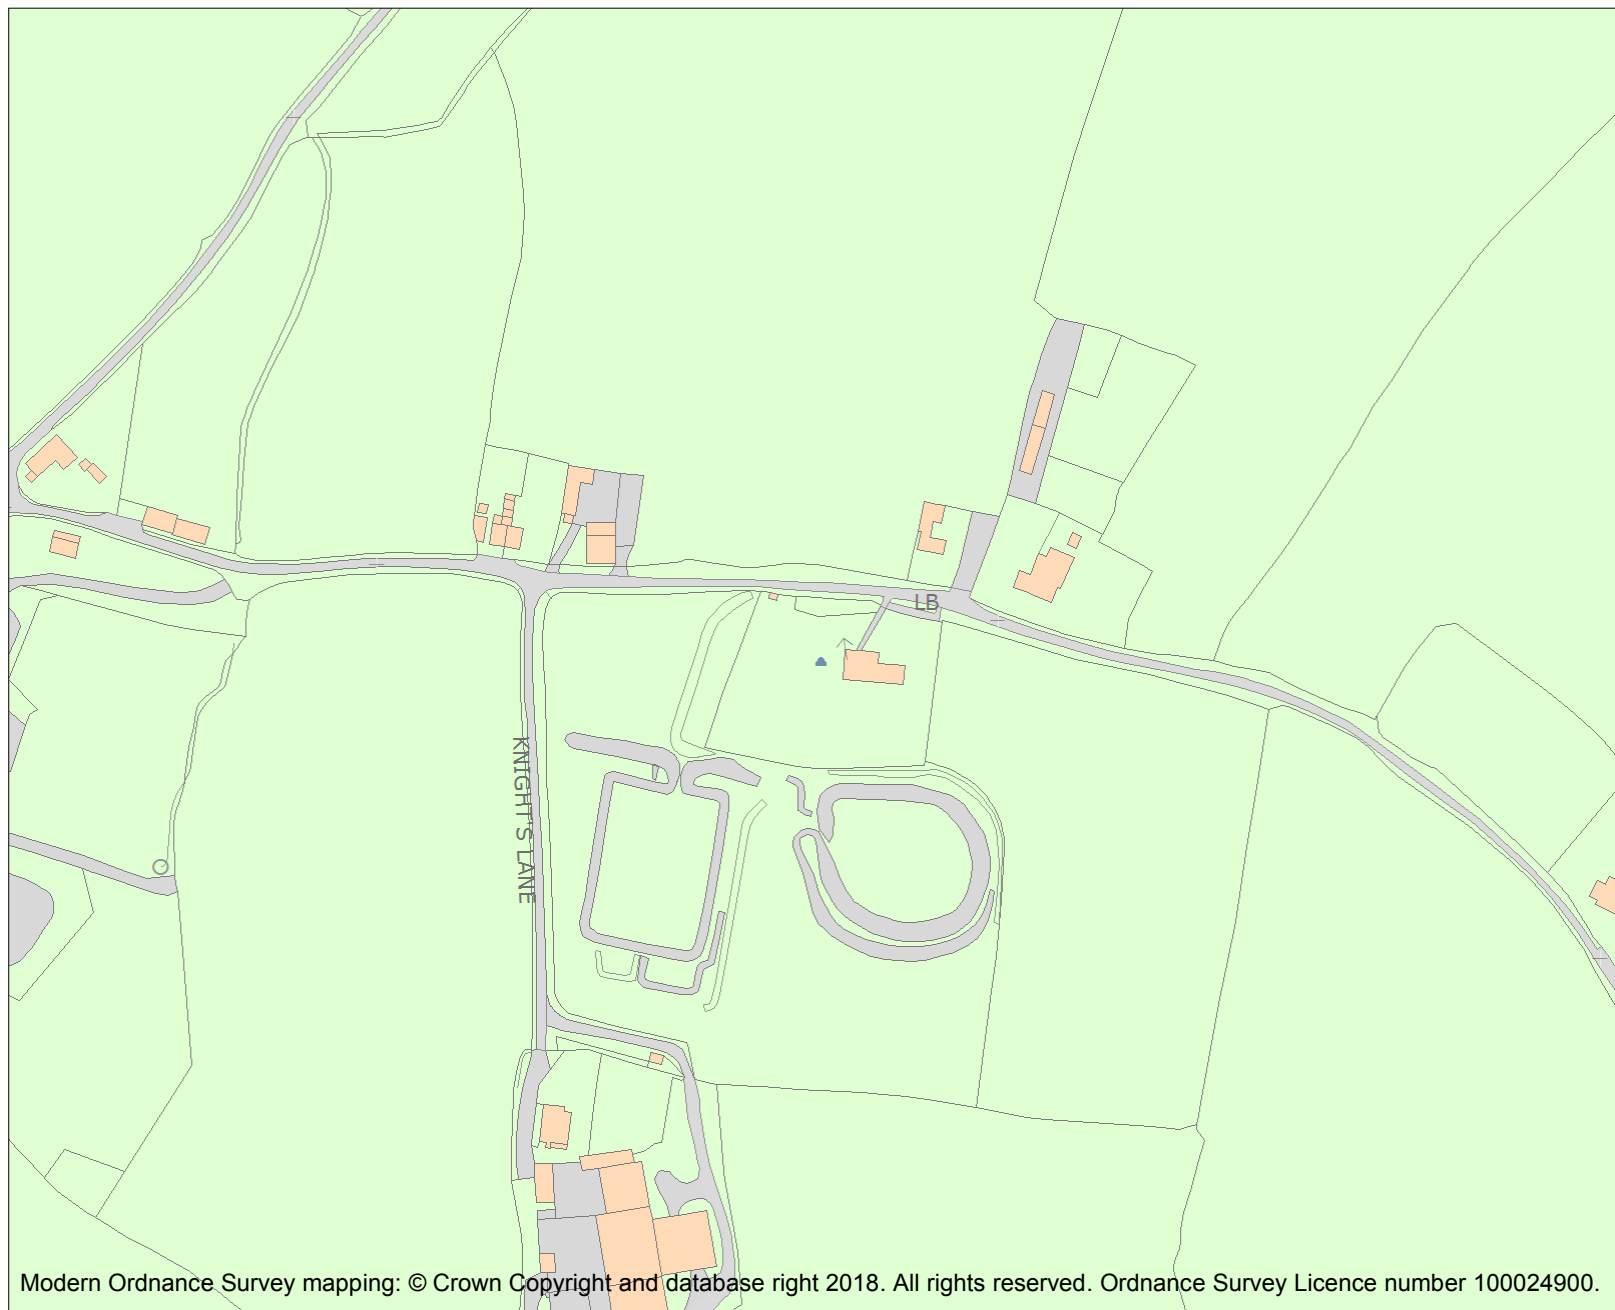 LB
KNIGHT'S LANE
Modern Ordnance Survey mapping: © Crown Copyright and database right 2018. All rights reserved. Ordnance Survey Licence number 100024900.